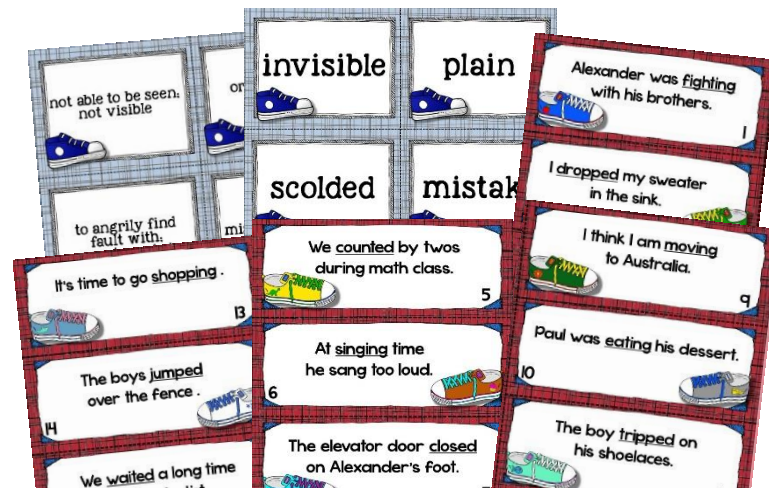 not able to be seen:
not visible
or
to angrily find
fault with:
invisible
plain
scolded
Alexander was fighting
with his brothers.
1
I dropped my sweater
in the sink.
It's time to go shopping .
13
The boys jumped
over the fence .
14
We waited a long time
We counted by twos
during math class.
5
At singing time
he sang too loud.
6
The elevator door closed
on Alexander's foot.
I think I am moving
to Australia.
9
Paul was eating his dessert.
10
The boy tripped on
his shoelaces.